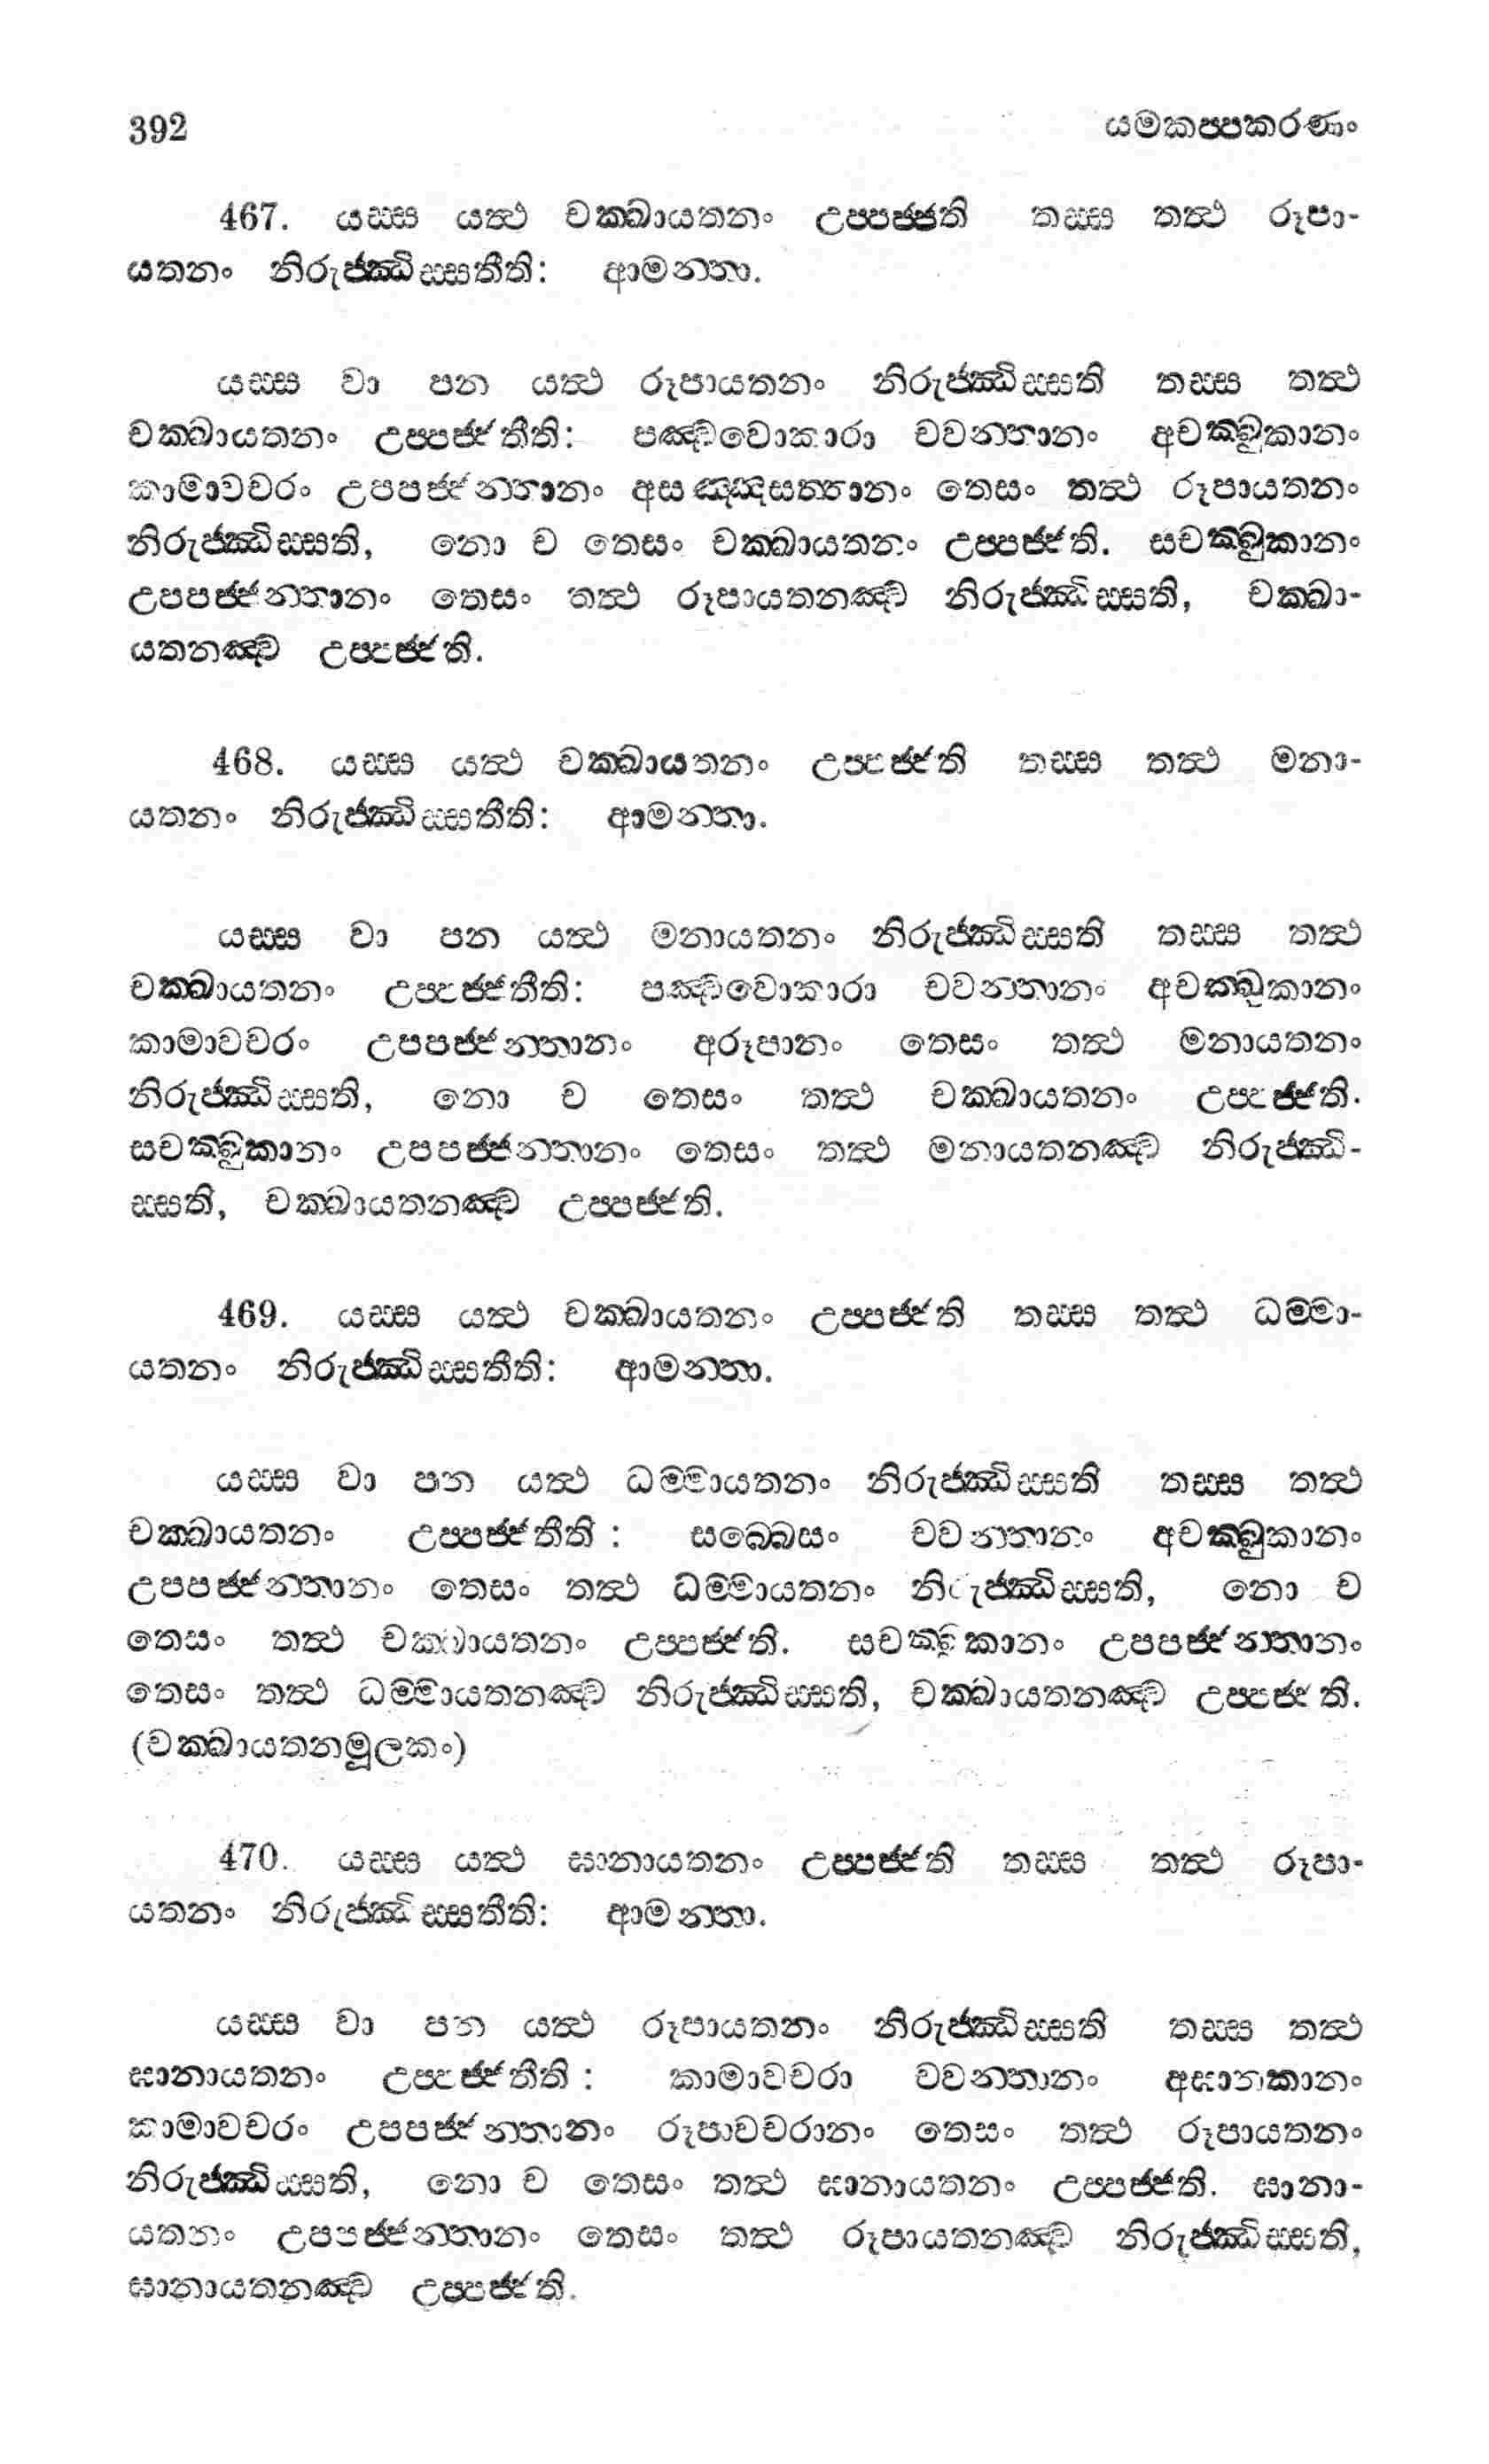 392 යමකප්පකරණං
467. යස්ස යත්ථ චක්ඛායතනං උප්පජ්ජති තස්ස තත්ථ රූපා-
යතනං නිරුජ්ඣිස්සතීති: ආමන්තා.
යස්ස වා පන යත්ථ රූපායතනං නිරුජ්ඣිස්සති තස්ස තත්ථ
චක්ඛායතනං උප්පජ්ජතීති: පඤ්චවොකාරා චවන්තානං අචක්ඛුකානං
කාමාවචරං උපපජ්ජන්තානං අසඤ්ඤසත්තානං තෙසං තත්ථ රූපායතනං
නිරුජ්ඣිස්සති, නො ච තෙසං චක්ඛායතනං උප්පජ්ජති. සචක්ඛුකානං
උපපජ්ජන්තානං තෙසං තත්ථ රූපායතනඤ්ච නිරුජ්ඣිස්සති, චක්ඛා-
යතනඤ්ච උප්පජ්ජති.
468. යස්ස යත්ථ චක්ඛායතනං උප්පජ්ජති තස්ස තත්ථ මනා-
යතනං නිරුජ්ඣිස්සතීති: ආමන්තා.
යස්ස වා පන යත්ථ මනායතනං නිරුජ්ඣිස්සති තස්ස තත්ථ
චක්ඛායතනං උප්පජ්ජතීති: පඤ්චවොකාරා චවන්තානං අචක්ඛුකානං
කාමාවචරං උපපජ්ජන්තානං අරූපානං තෙසං තත්ථ මනායතනං
නිරුජ්ඣිස්සති, නො ච තෙසං තත්ථ චක්ඛායතනං උප්පජ්ජති.
සචක්ඛුකානං උපපජ්ජන්තානං තෙසං තත්ථ මනායතනඤ්ච නිරුජ්ඣි-
ස්සති, චක්ඛායතනඤ්ච උප්පජ්ජති.
469. යස්ස යත්ථ චක්ඛායතනං උප්පජ්ජති තස්ස තත්ථ ධම්මා-
යතනං නිරුජ්ඣිස්සතීති: ආමන්තා.
යස්ස වා පන යත්ථ ධම්මායතනං නිරුජ්ඣිස්සති තස්ස තත්ථ
චක්ඛායතනං උප්පජ්ජතීති: සබ්බෙසං චවන්තානං අචක්ඛුකානං
උපපජ්ජන්තානං තෙසං තත්ථ ධම්මායතනං නිරුජ්ඣිස්සති, නො ච
තෙසං තත්ථ චක්ඛායතනං උප්පජ්ජති. සචක්ඛුකානං උපපජ්ජන්තානං
තෙසං තත්ථ ධම්මායතනඤ්ච නිරුජ්ඣිස්සති, චක්ඛායතනඤ්ච උප්පජ්ජති.
(චක්ඛායතනමූලකං)
470. යස්ස යත්ථ ඝානායතනං උප්පජ්ජති තස්ස තත්ථ රූපා-
යතනං නිරුජ්ඣිස්සතීති: ආමන්තා.
යස්ස වා පන යත්ථ රූපායතනං නිරුජ්ඣිස්සති තස්ස තත්ථ
ඝානායතනං උප්පජ්ජතීති: කාමාවචරා චවන්තානං අඝානකානං
කාමාවචරං උපපජ්ජන්තානං රූපාවචරානං තෙසං තත්ථ රූපායතනං
නිරුජ්ඣිස්සති, නො ච තෙසං තත්ථ ඝානායතනං උප්පජ්ජති. ඝානා-
යතනං උපපජ්ජන්තානං තෙසං තත්ථ රූපායතනඤ්ච නිරුජ්ඣිස්සති,
ඝානායතනඤ්ච උප්පජ්ජති.